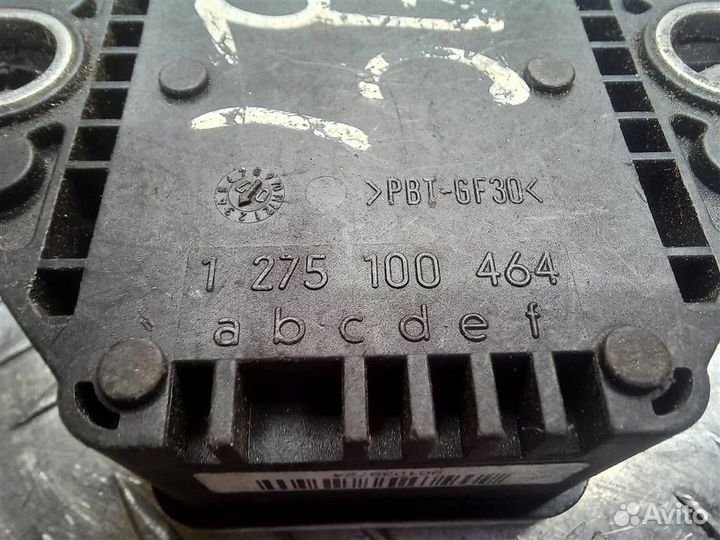 >PBT-GF30<
1 275 100 464
a b c d e f
Avito